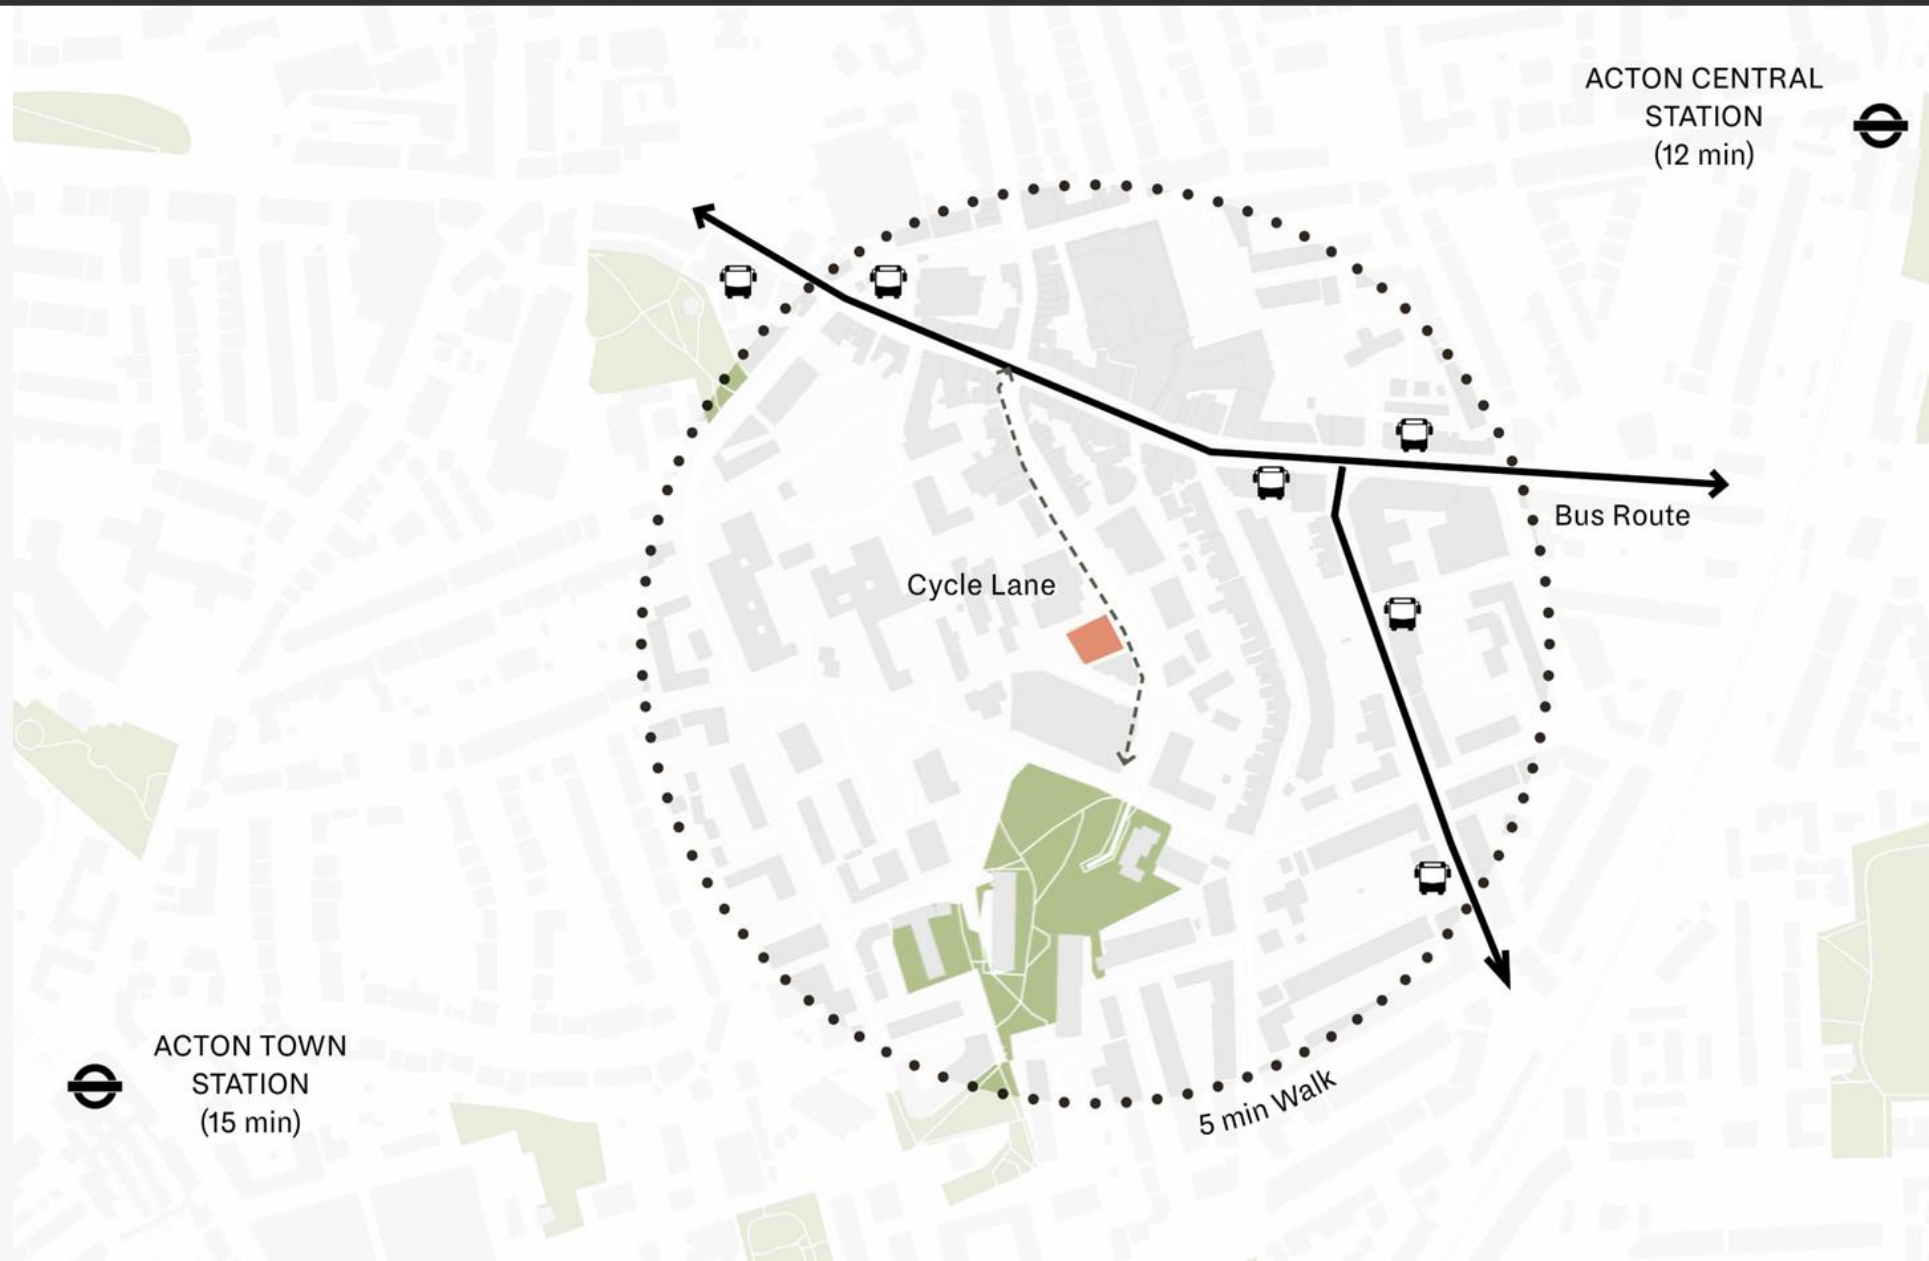 ACTON CENTRAL
STATION
(12 min)
Bus Route
Cycle Lane
ACTON TOWN
STATION
(15 min)
5 min Walk